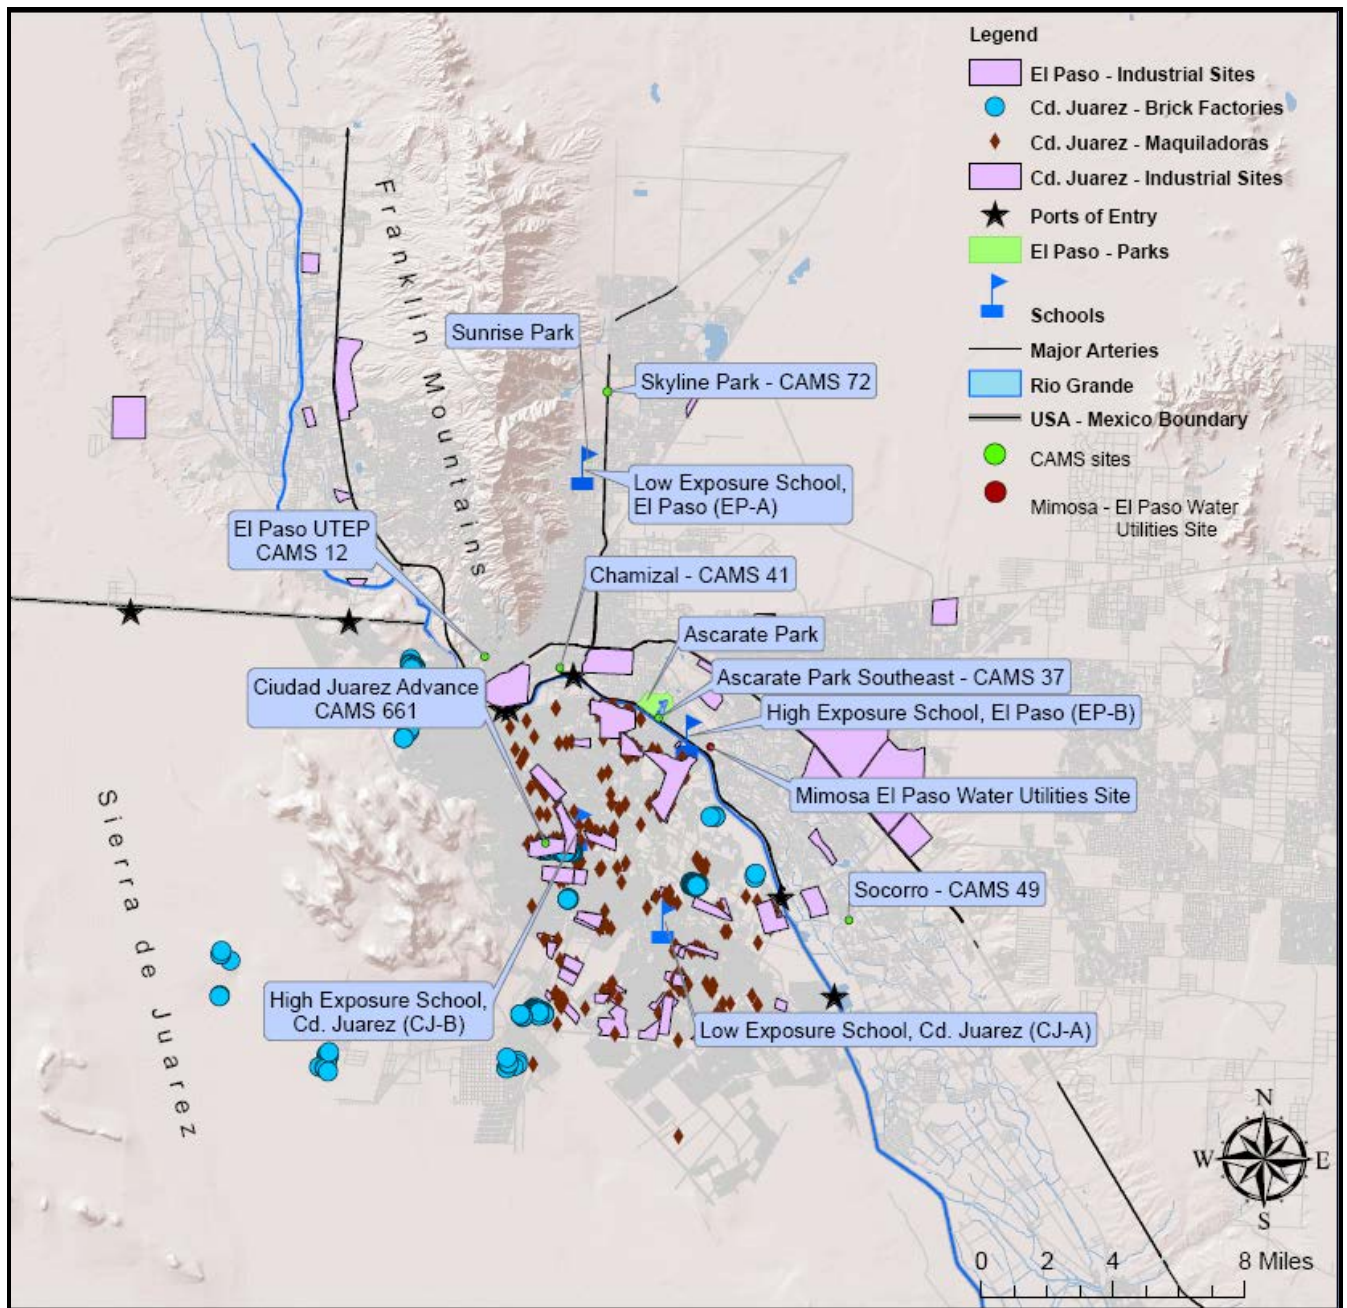 Legend
El Paso - Industrial Sites
Cd. Juarez - Brick Factories
Cd. Juarez - Maquiladoras
Cd. Juarez - Industrial Sites
Ports of Entry
El Paso - Parks
Schools
Major Arteries
Rio Grande
USA - Mexico Boundary
CAMS sites
Mimosa - El Paso Water
Utilities Site
Franklin Mountains
Sunrise Park
Skyline Park - CAMS 72
Low Exposure School,
El Paso (EP-A)
El Paso UTEP
CAMS 12
Chamizal - CAMS 41
Ascarate Park
Ascarate Park Southeast - CAMS 37
Ciudad Juarez Advance
CAMS 661
High Exposure School, El Paso (EP-B)
Mimosa El Paso Water Utilities Site
Sierra de Juarez
Socorro - CAMS 49
High Exposure School,
Cd. Juarez (CJ-B)
Low Exposure School, Cd. Juarez (CJ-A)
N
W E
S
0 2 4 8 Miles